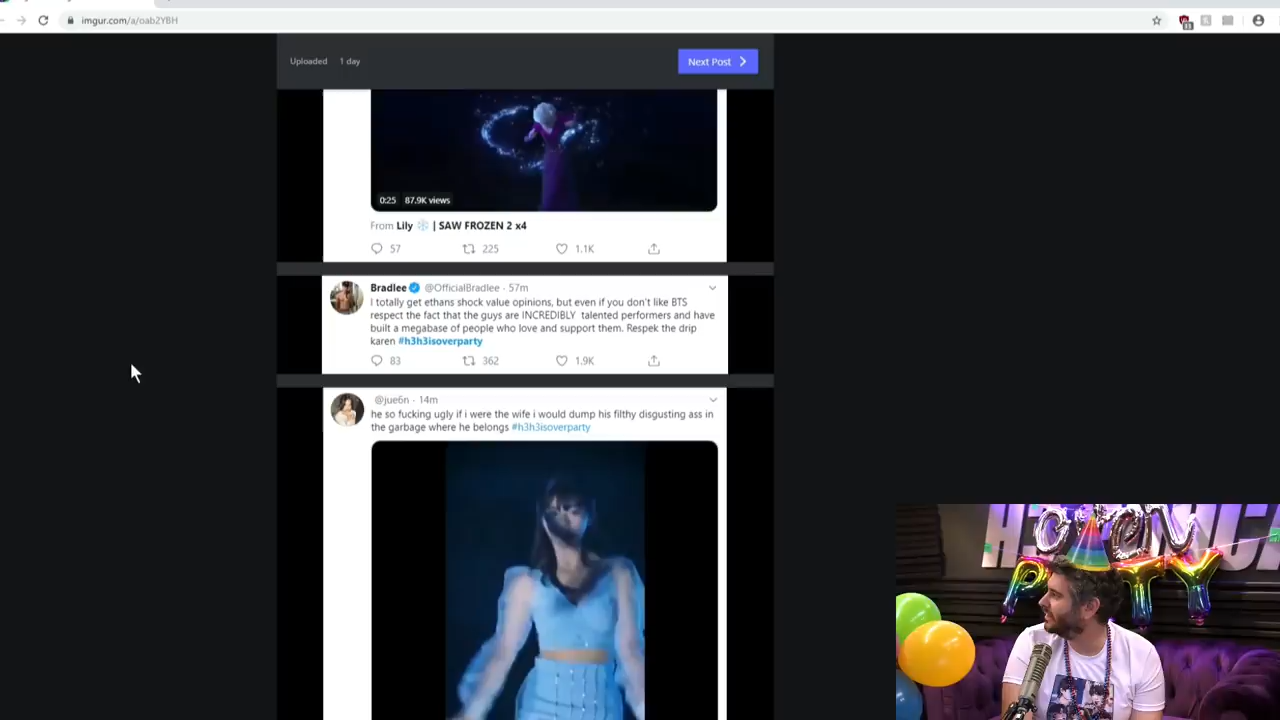 imgur.com/a/oab2YBH
Uploaded 1 day
Next Post
0:25 87.9K views
From Lily ❄️ | SAW FROZEN 2 x4
57 225 1.1K
Bradlee @OfficialBradlee · 57m
I totally get ethans shock value opinions, but even if you don't like BTS
respect the fact that the guys are INCREDIBLY talented performers and have
built a megabase of people who love and support them. Respek the drip
karen #h3h3isoverparty
83 362 1.9K
@jue6n · 14m
he so fucking ugly if i were the wife i would dump his filthy disgusting ass in
the garbage where he belongs #h3h3isoverparty